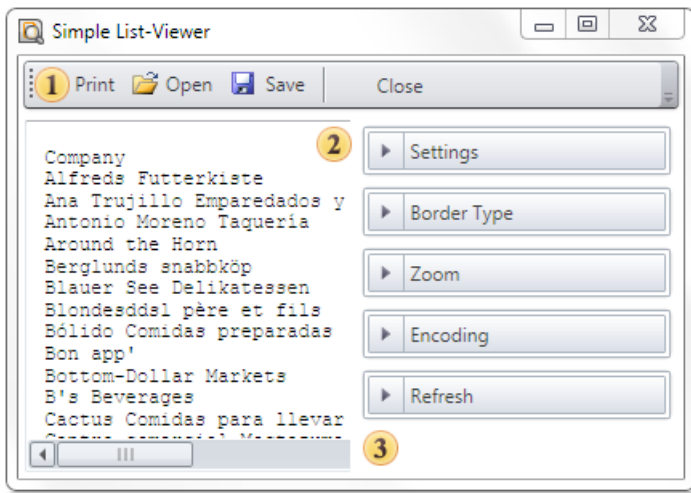 Simple List-Viewer
1 Print Open Save Close
2
Company
Alfreds Futterkiste
Ana Trujillo Emparedados y
Antonio Moreno Taquería
Around the Horn
Berglunds snabbköp
Blauer See Delikatessen
Blondesddsl père et fils
Bólido Comidas preparadas
Bon app'
Bottom-Dollar Markets
B's Beverages
Cactus Comidas para llevar
Settings
Border Type
Zoom
Encoding
Refresh
3